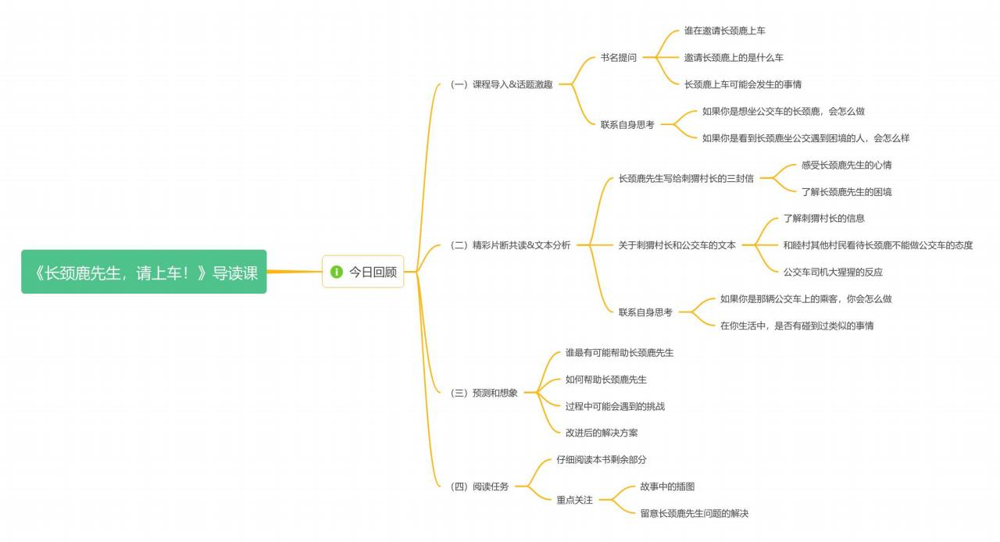 《长颈鹿先生，请上车！》导读课
今日回顾
（一）课程导入&话题激趣
书名提问
谁在邀请长颈鹿上车
邀请长颈鹿上的是什么车
长颈鹿上车可能会发生的事情
联系自身思考
如果你是想坐公交车的长颈鹿，会怎么做
如果你是看到长颈鹿坐公交遇到困境的人，会怎么样
（二）精彩片断共读&文本分析
长颈鹿先生写给刺猬村长的三封信
感受长颈鹿先生的心情
了解长颈鹿先生的困境
关于刺猬村长和公交车的文本
了解刺猬村长的信息
和睦村其他村民看待长颈鹿不能做公交车的态度
公交车司机大猩猩的反应
联系自身思考
如果你是那辆公交车上的乘客，你会怎么做
在你生活中，是否有碰到过类似的事情
（三）预测和想象
谁最有可能帮助长颈鹿先生
如何帮助长颈鹿先生
过程中可能会遇到的挑战
改进后的解决方案
（四）阅读任务
仔细阅读本书剩余部分
重点关注
故事中的插图
留意长颈鹿先生问题的解决